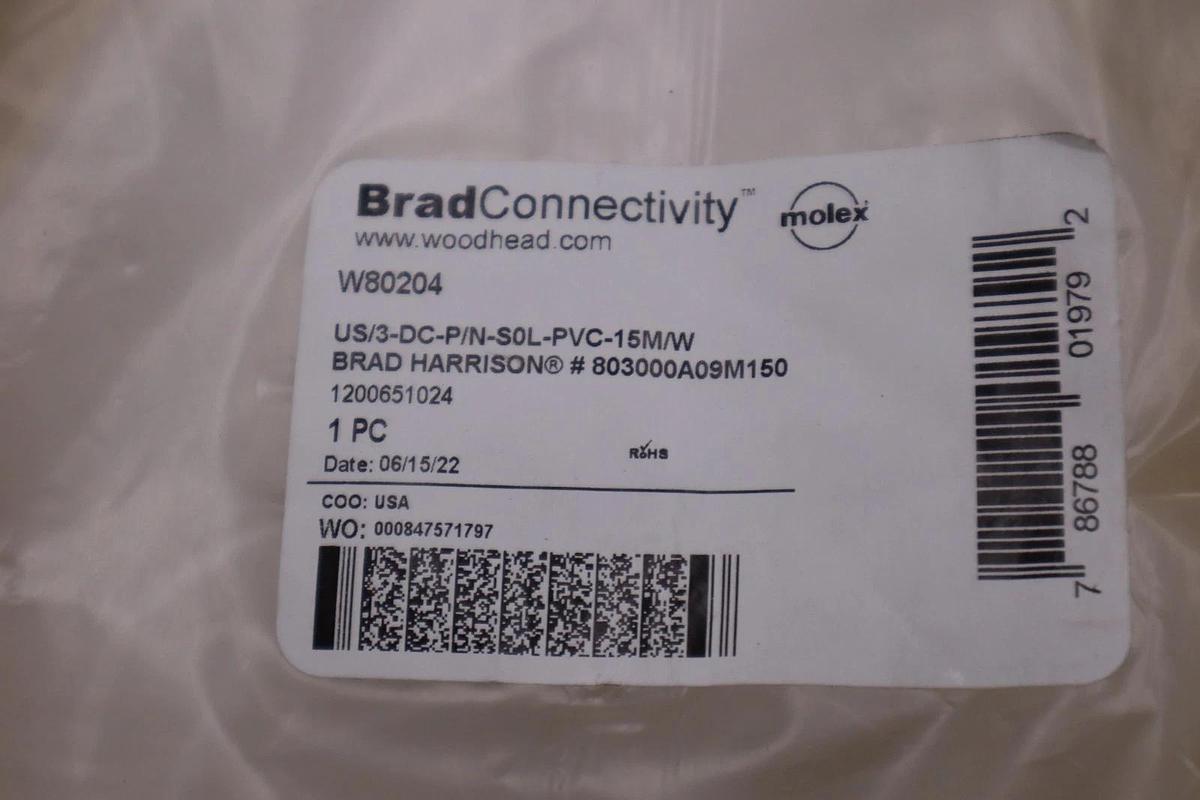 BradConnectivity™
molex
www.woodhead.com
W80204
US/3-DC-P/N-S0L-PVC-15M/W
BRAD HARRISON® # 803000A09M150
1200651024
1 PC
Date: 06/15/22
RoHS
COO: USA
WO: 000847571797
7 86788 01979 2